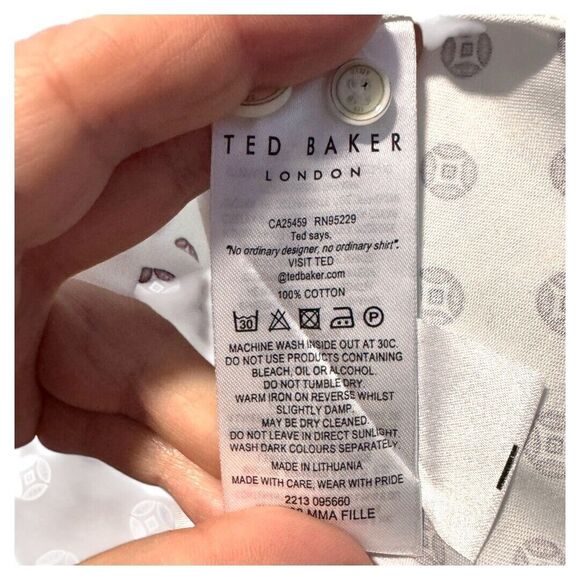 TED BAKER
LONDON
CA25459 RN95229
Ted says,
"No ordinary designer, no ordinary shirt".
VISIT TED
@tedbaker.com
100% COTTON
30 P
MACHINE WASH INSIDE OUT AT 30C.
DO NOT USE PRODUCTS CONTAINING
BLEACH, OIL OR ALCOHOL.
DO NOT TUMBLE DRY.
WARM IRON ON REVERSE WHILST
SLIGHTLY DAMP.
MAY BE DRY CLEANED.
DO NOT LEAVE IN DIRECT SUNLIGHT
WASH DARK COLOURS SEPARATELY.
MADE IN LITHUANIA
MADE WITH CARE, WEAR WITH PRIDE
2213 095660
MMA FILLE